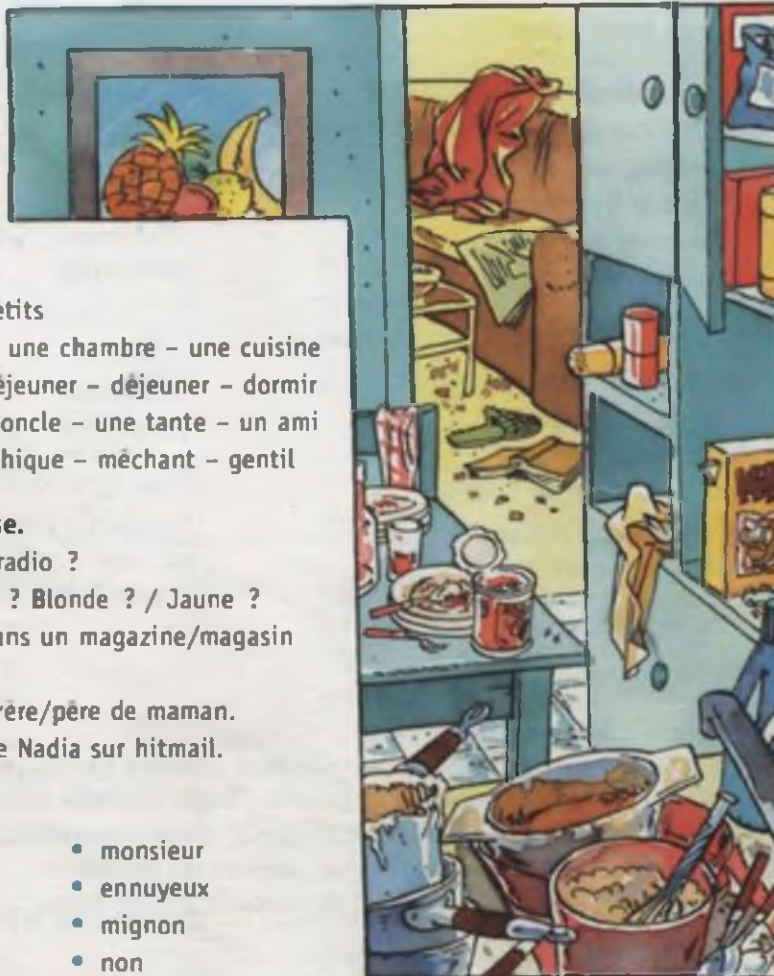 etits
une chambre – une cuisine
éjeuner – déjeuner – dormir
oncle – une tante – un ami
hique – méchant – gentil
se.
radio ?
? Blonde ? / Jaune ?
ans un magazine/magasin
rère/père de maman.
e Nadia sur hitmail.
• monsieur
• ennuyeux
• mignon
• non